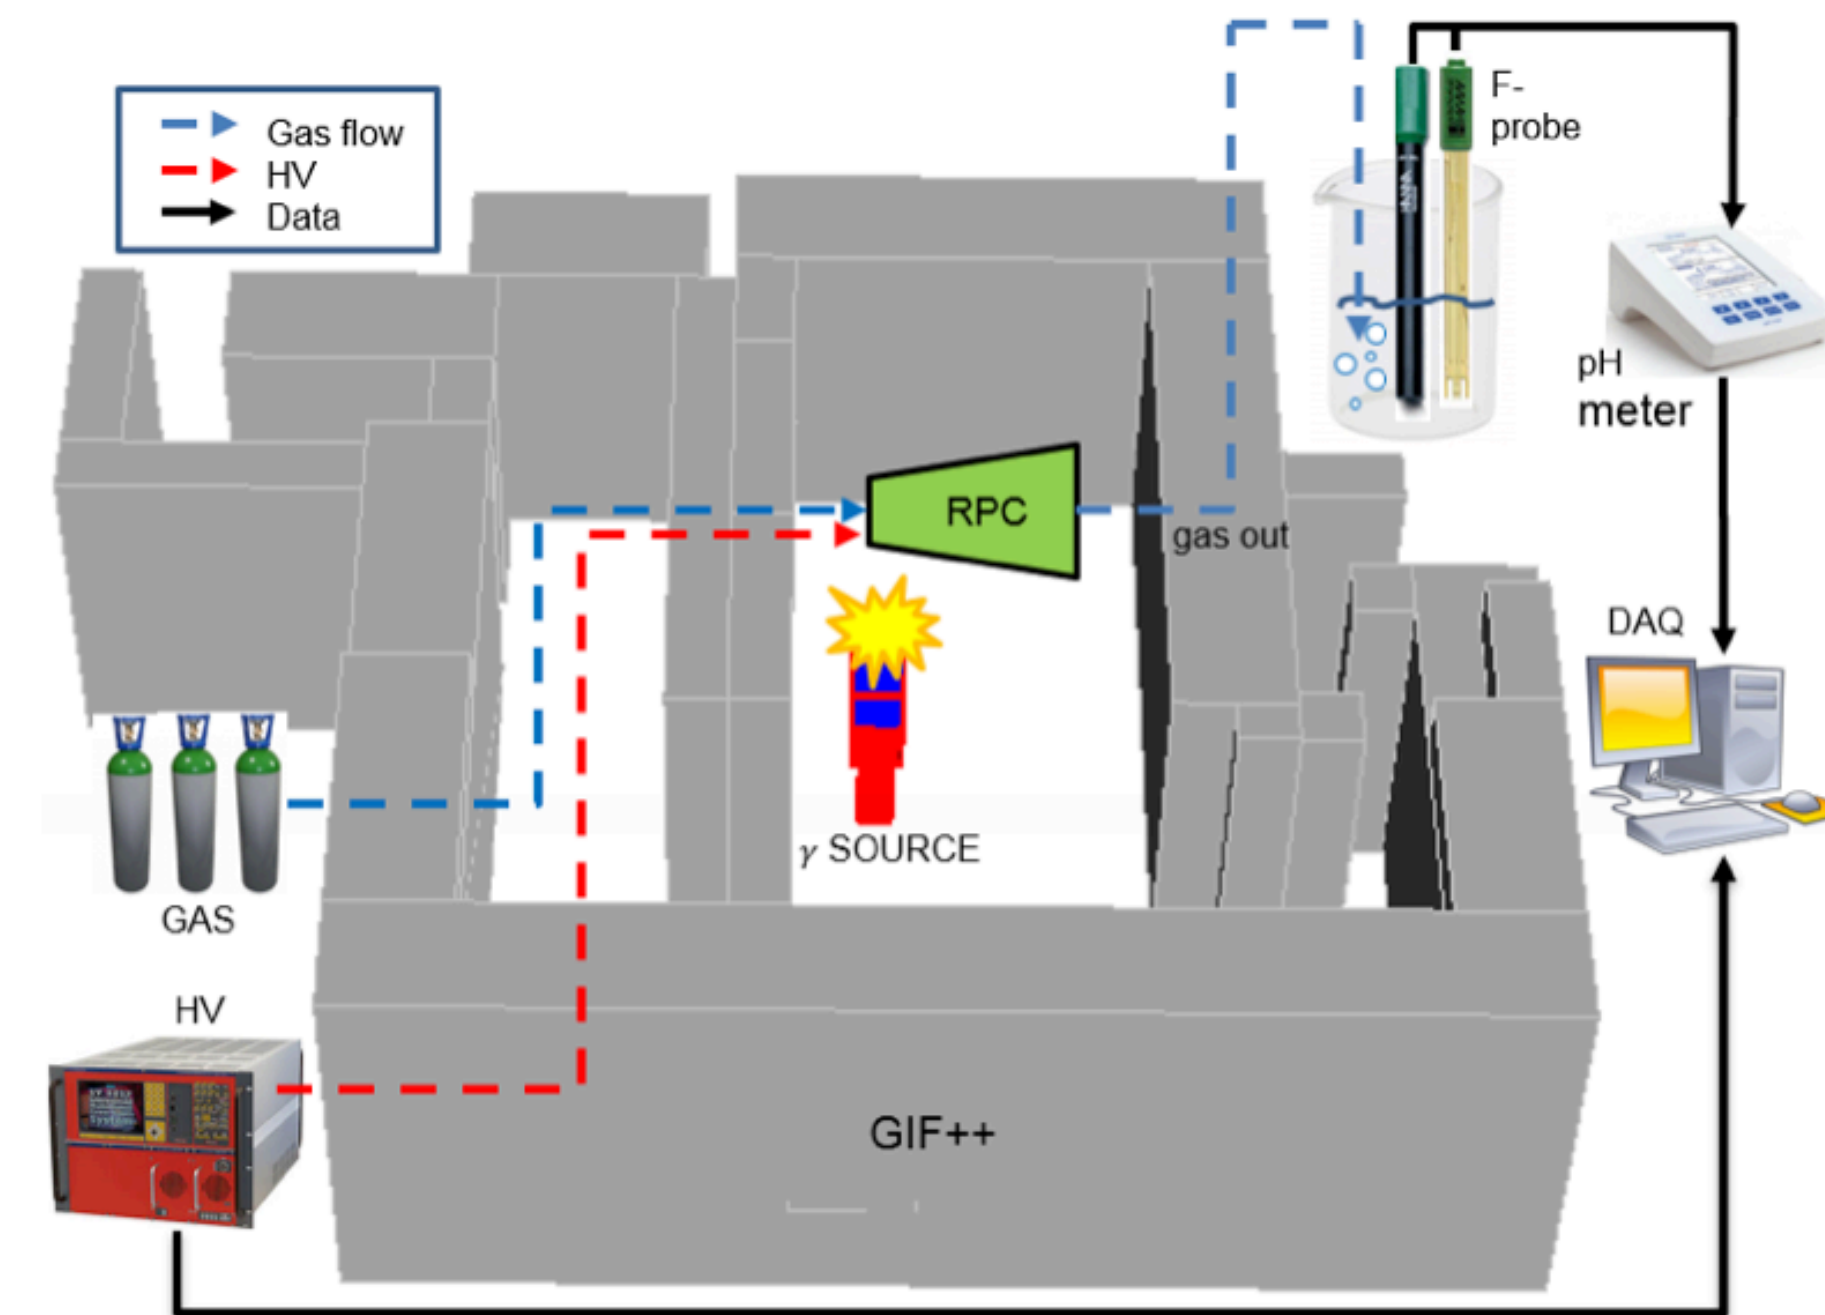 Gas flow
HV
Data
F-
probe
pH
meter
RPC
gas out
DAQ
γ SOURCE
GAS
HV
GIF++